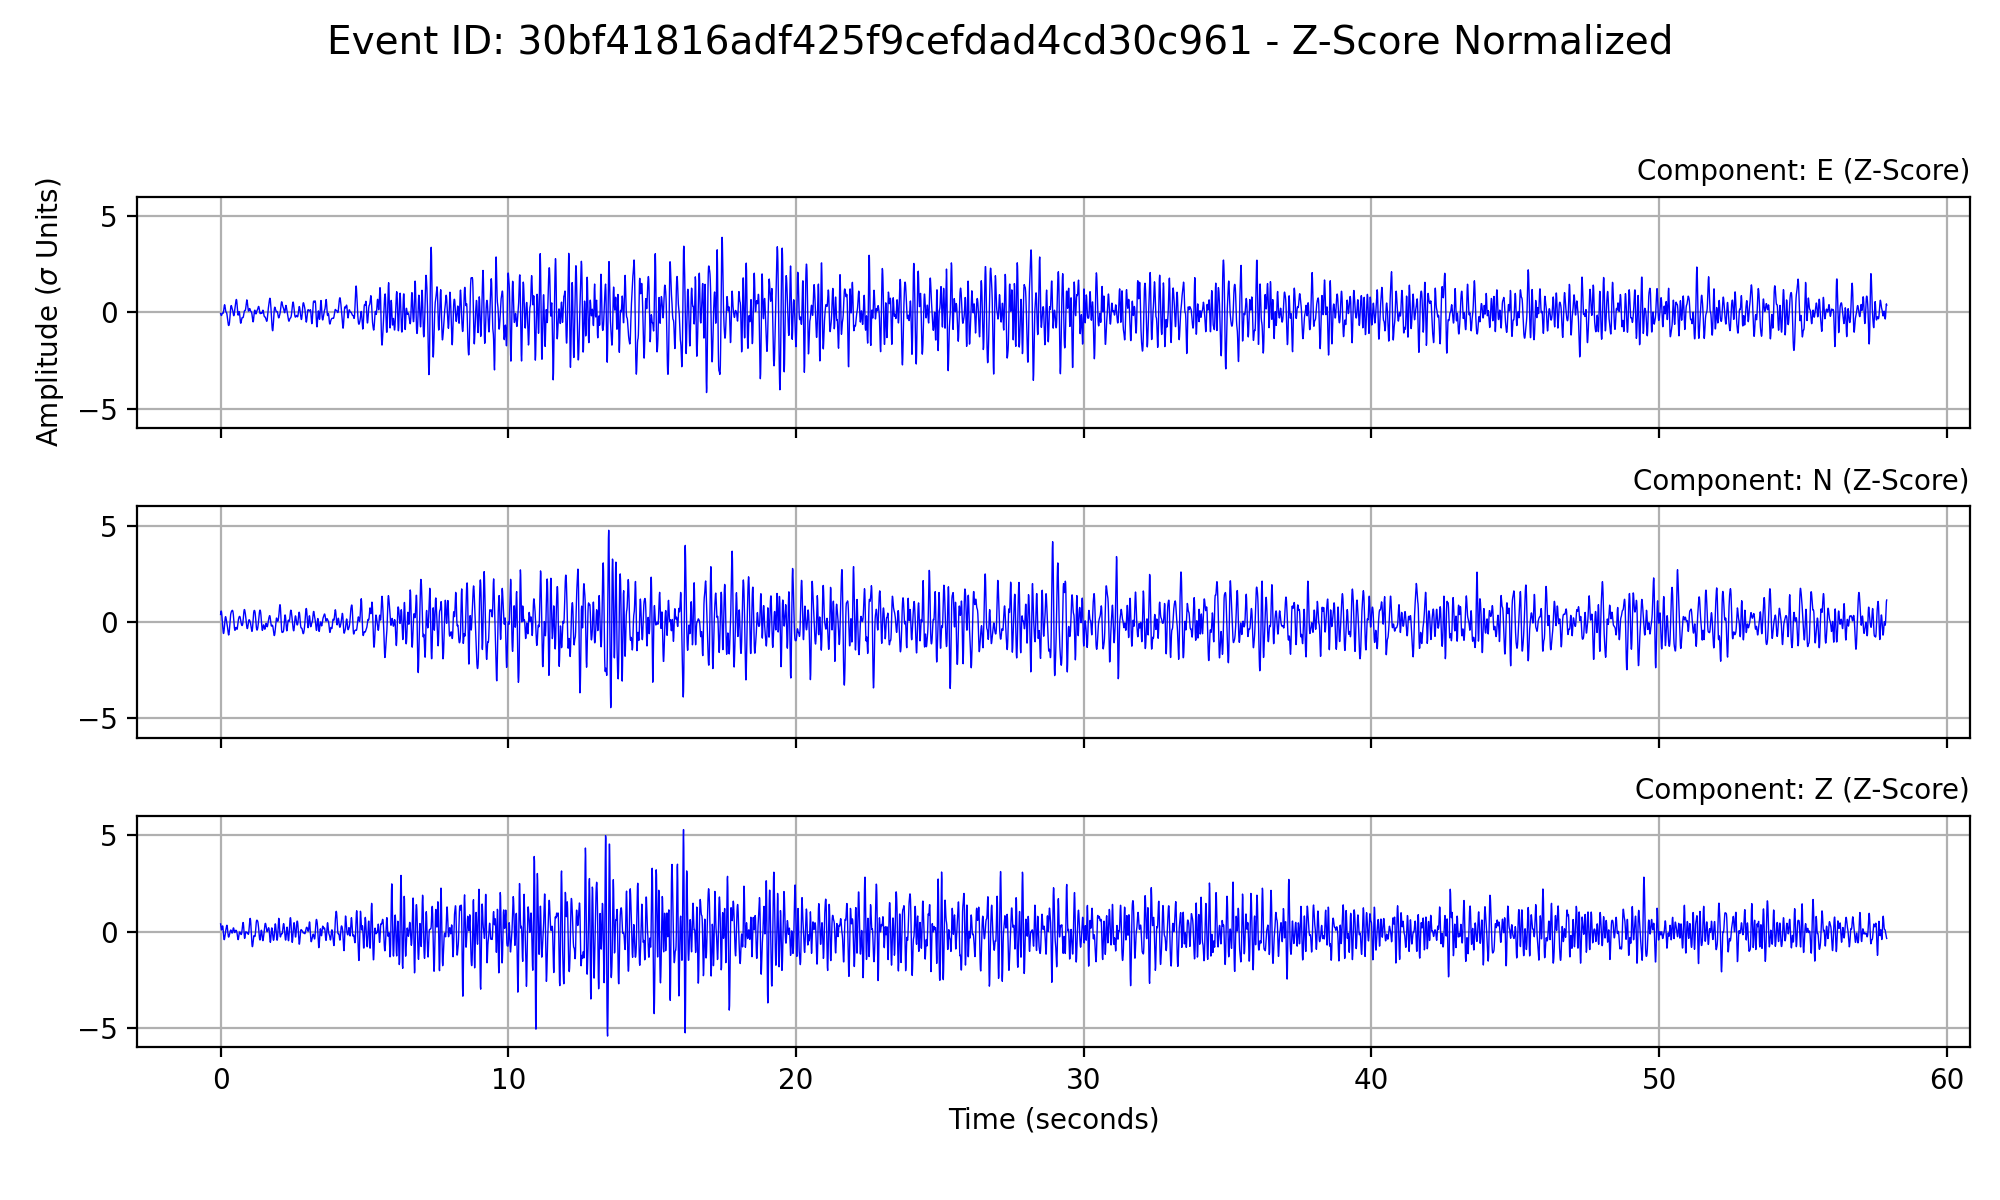 Event ID: 30bf41816adf425f9cefdad4cd30c961 - Z-Score Normalized
Component: E (Z-Score)
Amplitude (σ Units)
5
0
−5
Component: N (Z-Score)
5
0
−5
Component: Z (Z-Score)
5
0
−5
0 10 20 30 40 50 60
Time (seconds)